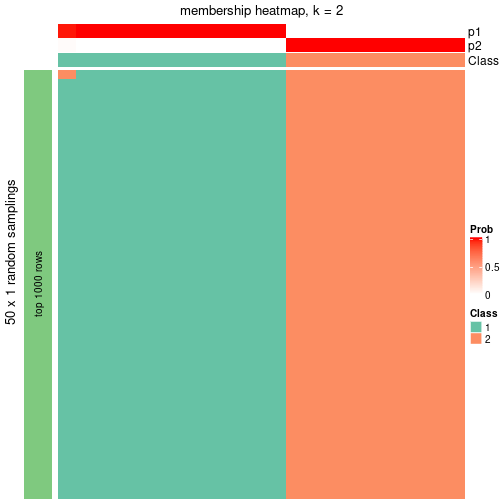 membership heatmap, k = 2
p1
p2
Class
50 x 1 random samplings
top 1000 rows
Prob
1
0.5
0
Class
1
2